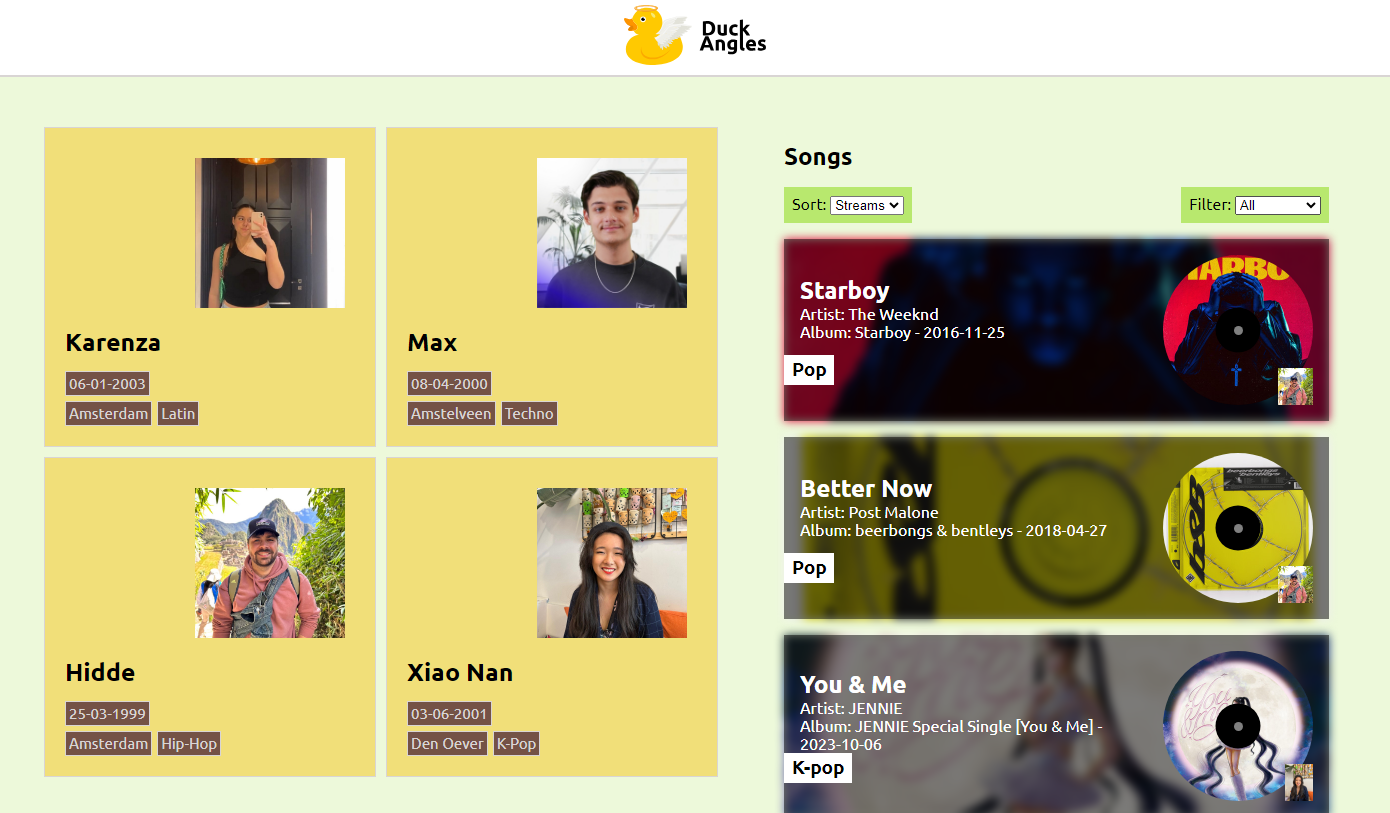 Duck
Angles
Karenza
06-01-2003
Amsterdam Latin
Max
08-04-2000
Amstelveen Techno
Hidde
25-03-1999
Amsterdam Hip-Hop
Xiao Nan
03-06-2001
Den Oever K-Pop
Songs
Sort: Streams
Filter: All
Starboy
Artist: The Weeknd
Album: Starboy - 2016-11-25
Pop
Better Now
Artist: Post Malone
Album: beerbongs & bentleys - 2018-04-27
Pop
beerbongs
bentleys
You & Me
Artist: JENNIE
Album: JENNIE Special Single [You & Me] -
2023-10-06
K-pop